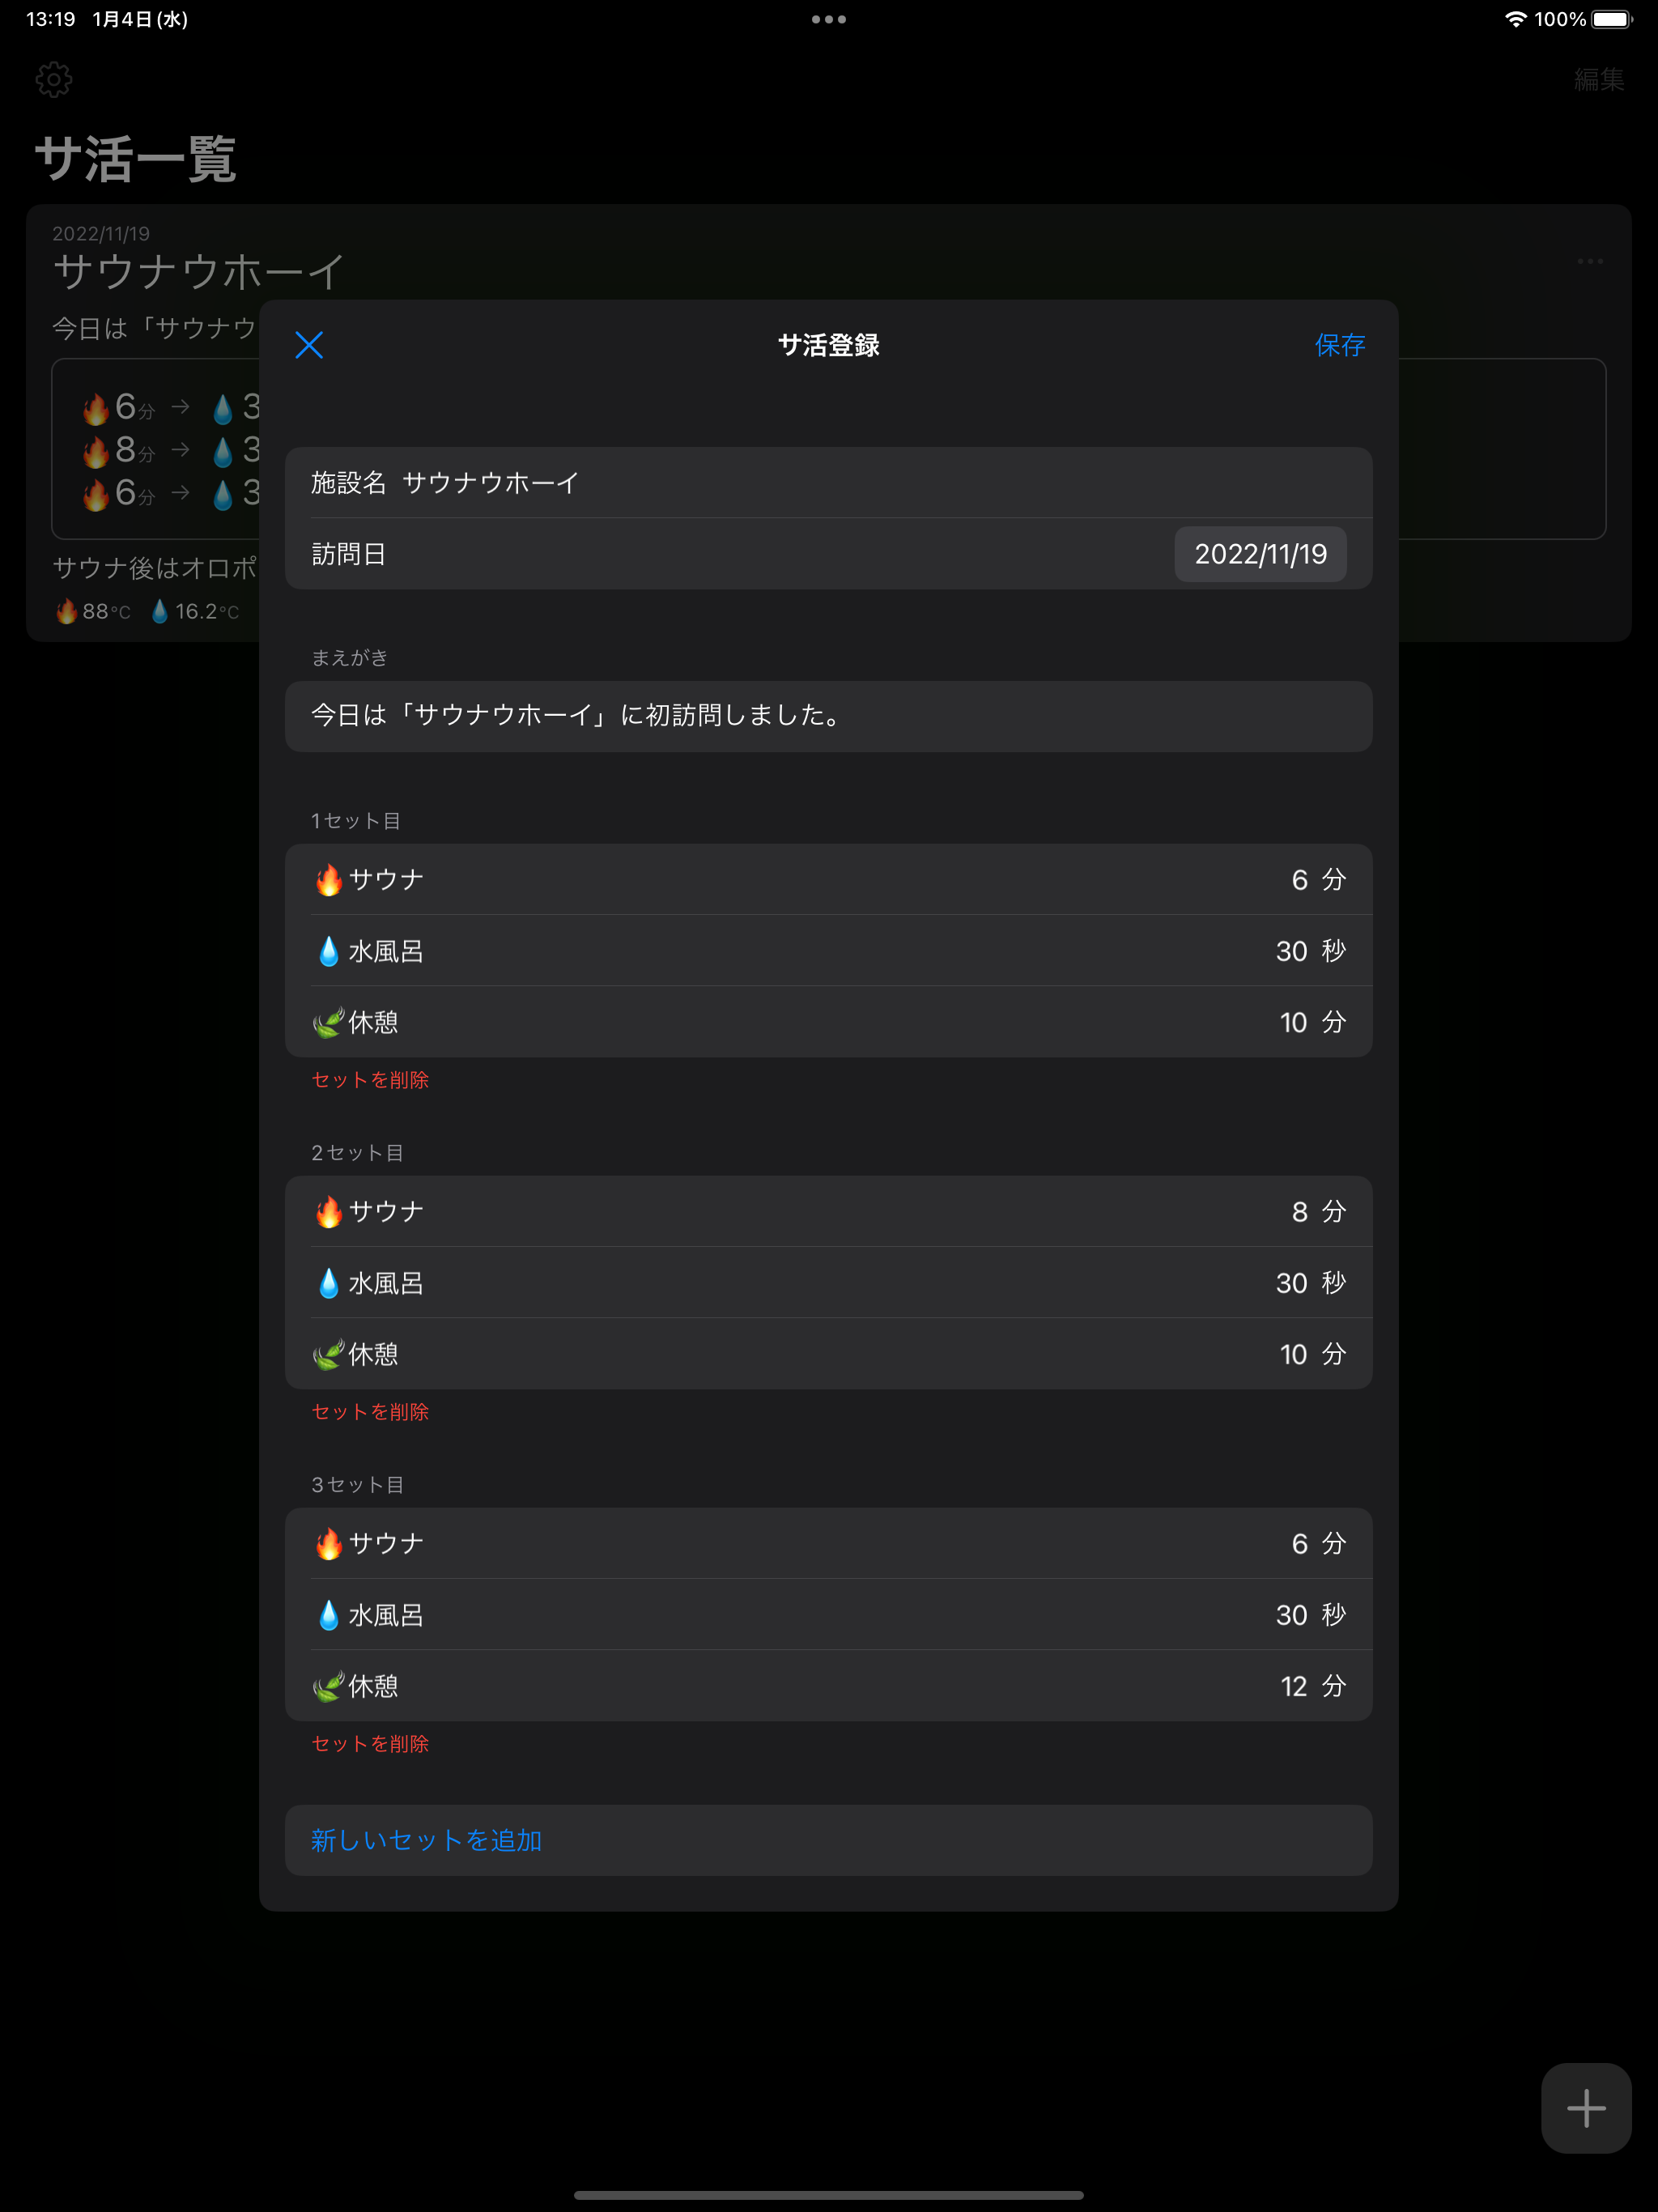 13:19 1月4日(水) 100%
編集
サ活一覧
2022/11/19
サウナウホーイ
今日は「サウナウ
🔥6分 → 💧3
🔥8分 → 💧3
🔥6分 → 💧3
サウナ後はオロポ
🔥88℃ 💧16.2℃
サ活登録 保存
施設名 サウナウホーイ
訪問日 2022/11/19
まえがき
今日は「サウナウホーイ」に初訪問しました。
1セット目
🔥サウナ 6 分
💧水風呂 30 秒
🍃休憩 10 分
セットを削除
2セット目
🔥サウナ 8 分
💧水風呂 30 秒
🍃休憩 10 分
セットを削除
3セット目
🔥サウナ 6 分
💧水風呂 30 秒
🍃休憩 12 分
セットを削除
新しいセットを追加